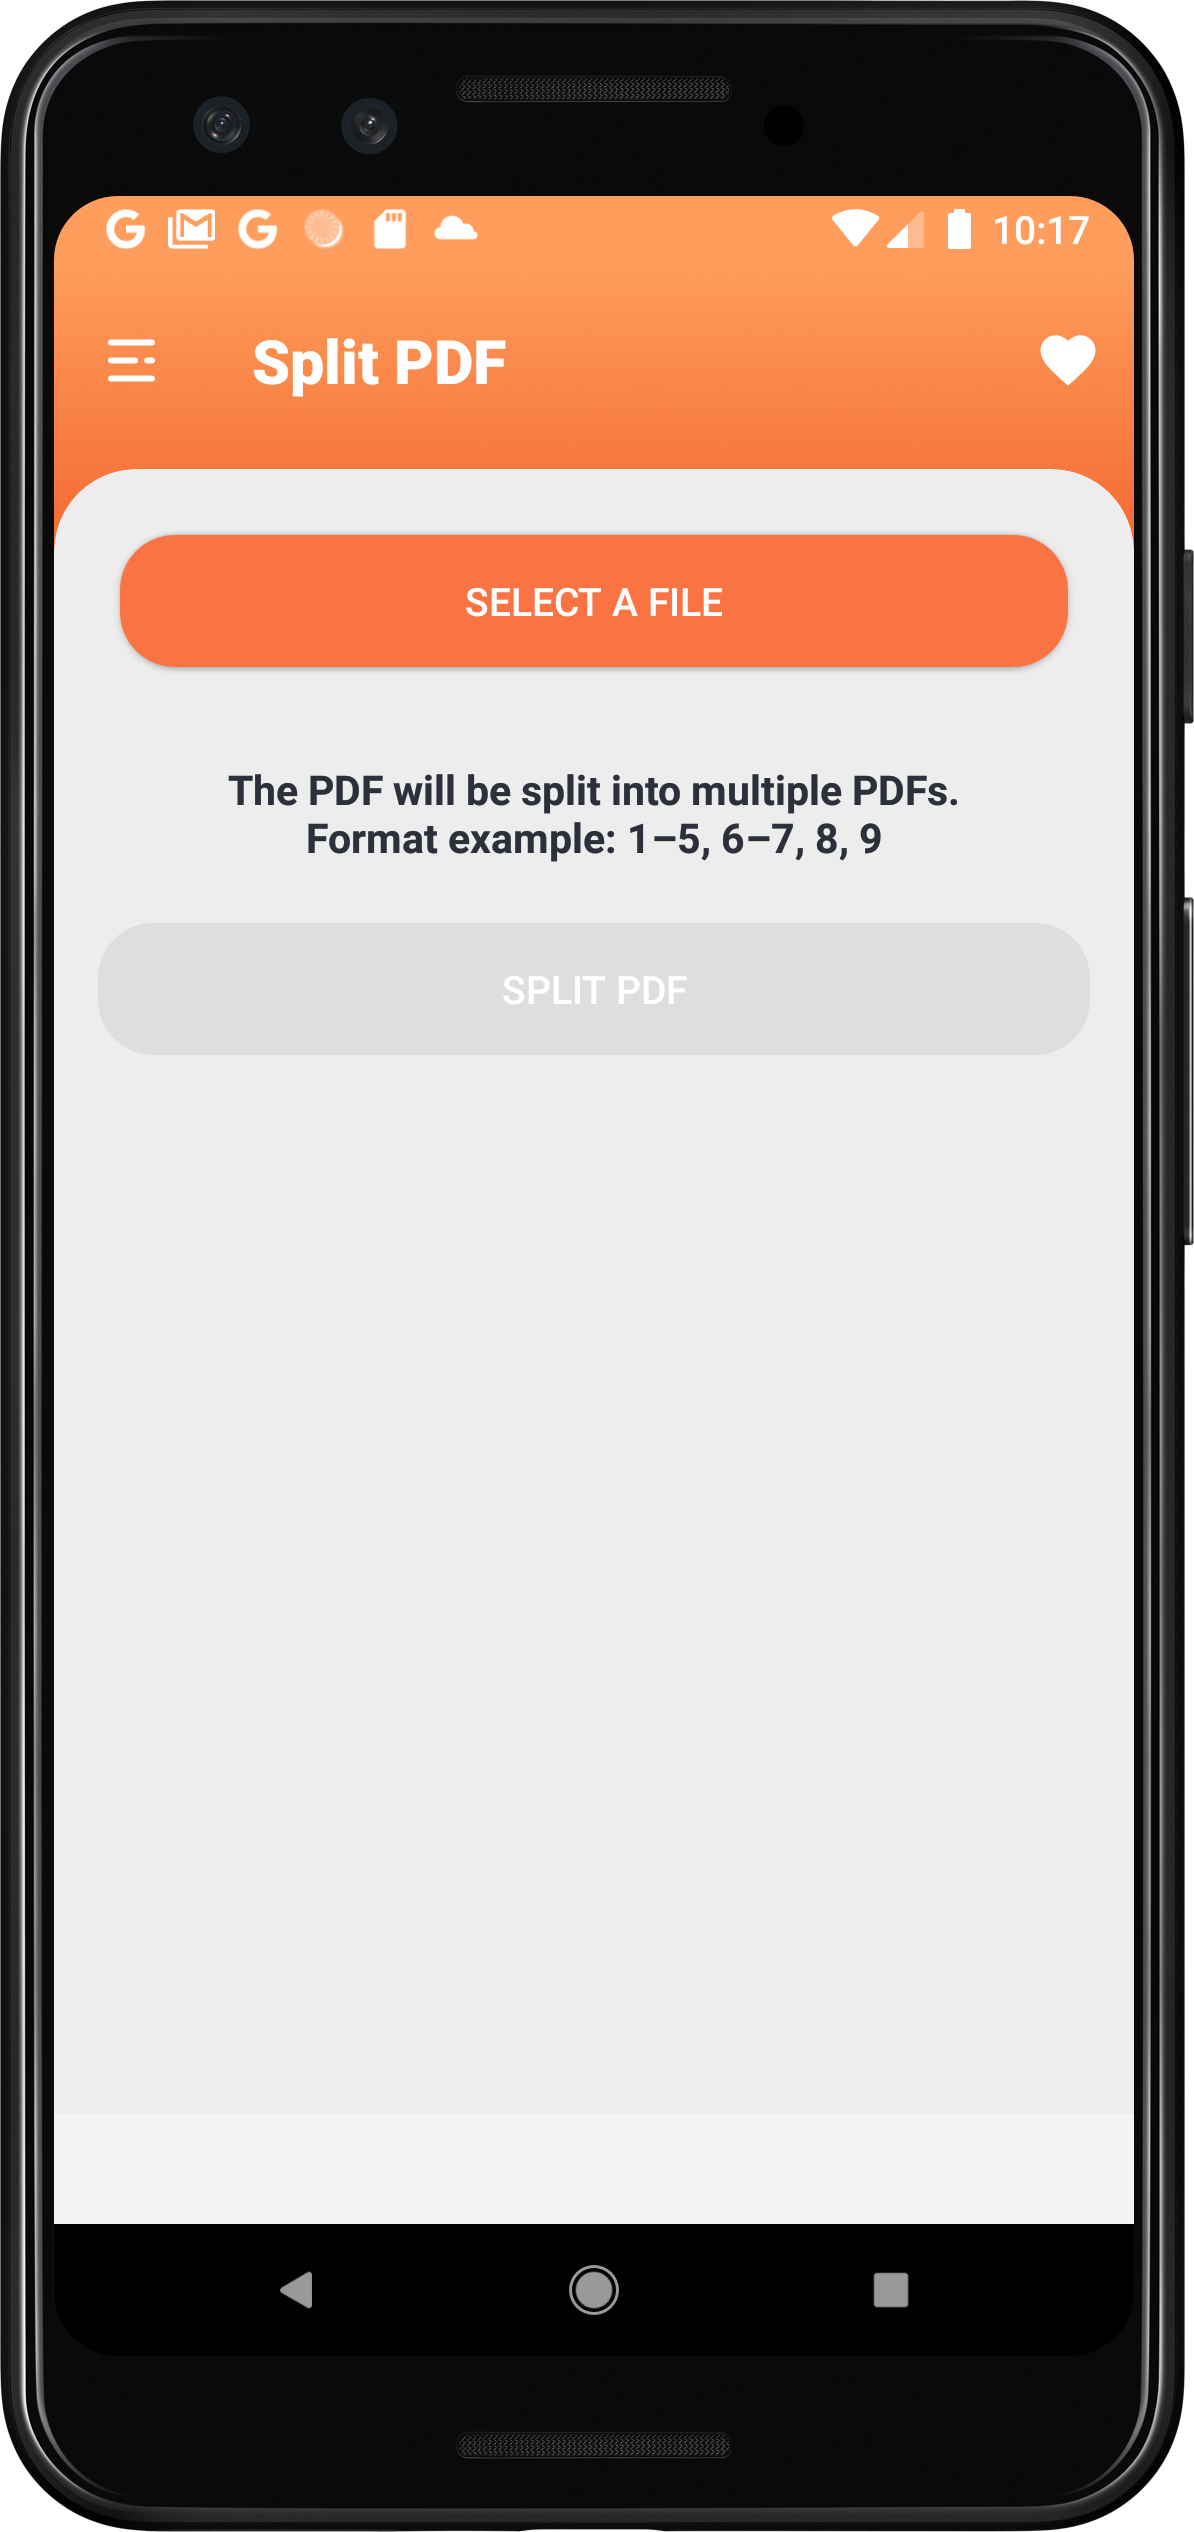 10:17
Split PDF
SELECT A FILE
The PDF will be split into multiple PDFs.
Format example: 1–5, 6–7, 8, 9
SPLIT PDF